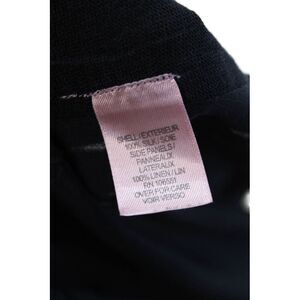 SHELL/EXTERIEUR
100% SILK/SOIE
SIDE PANELS/
PANNEAUX
LATERAUX
100% LINEN/LIN
RN 106551
OVER FOR CARE
VOIR VERSO